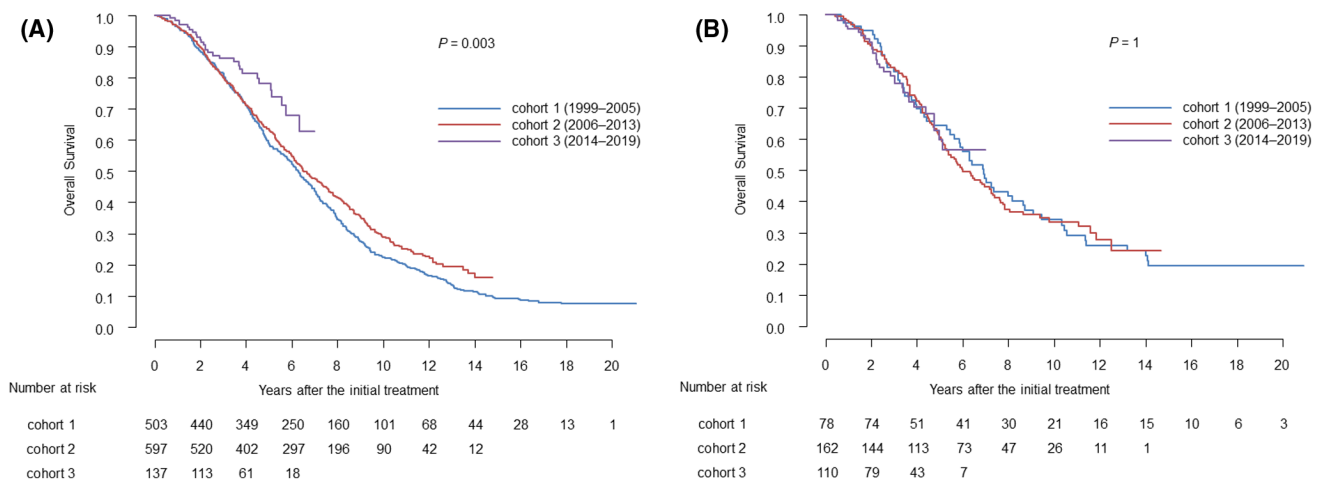 (A)
P = 0.003
cohort 1 (1999–2005)
cohort 2 (2006–2013)
cohort 3 (2014–2019)
Overall Survival
1.0
0.9
0.8
0.7
0.6
0.5
0.4
0.3
0.2
0.1
0.0
0 2 4 6 8 10 12 14 16 18 20
Years after the initial treatment
Number at risk
cohort 1 503 440 349 250 160 101 68 44 28 13 1
cohort 2 597 520 402 297 196 90 42 12
cohort 3 137 113 61 18
(B)
P = 1
cohort 1 (1999–2005)
cohort 2 (2006–2013)
cohort 3 (2014–2019)
Overall Survival
1.0
0.9
0.8
0.7
0.6
0.5
0.4
0.3
0.2
0.1
0.0
0 2 4 6 8 10 12 14 16 18 20
Years after the initial treatment
Number at risk
cohort 1 78 74 51 41 30 21 16 15 10 6 3
cohort 2 162 144 113 73 47 26 11 1
cohort 3 110 79 43 7